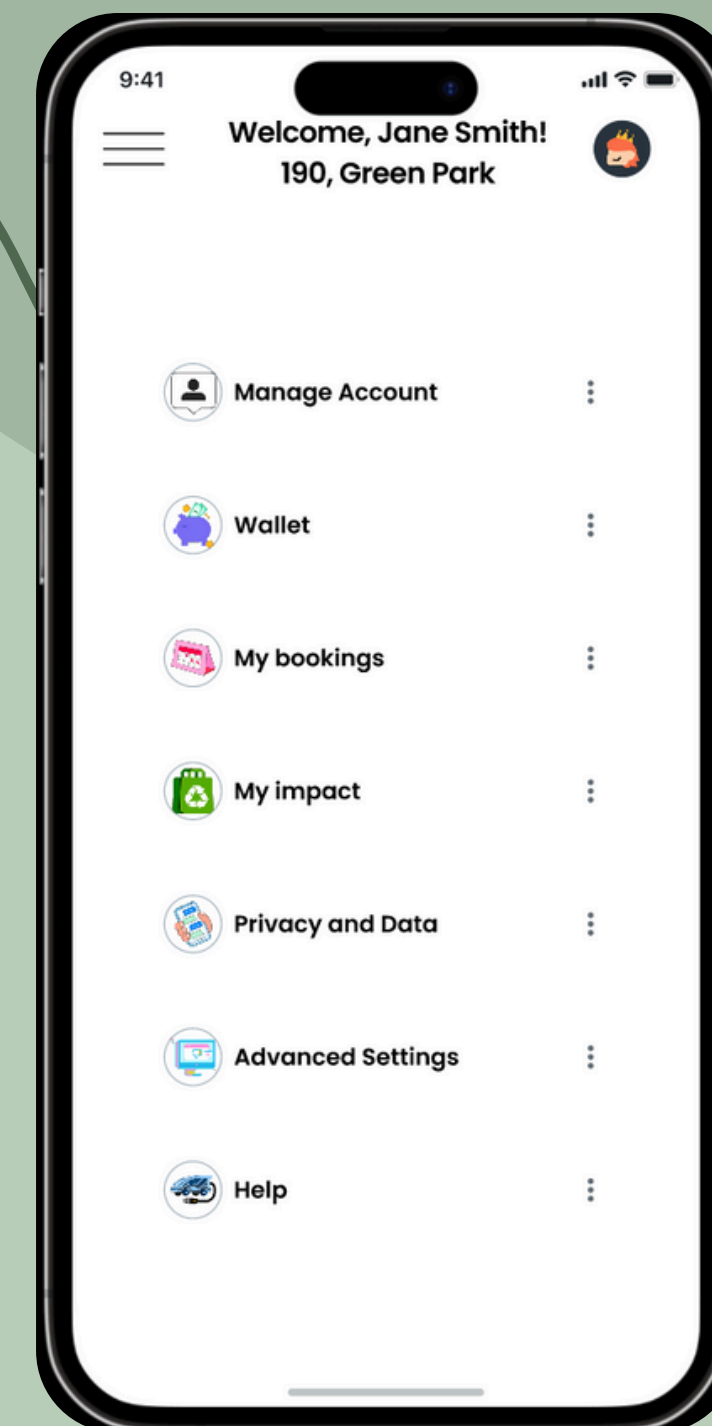 9:41
Welcome, Jane Smith!
190, Green Park
Manage Account
Wallet
My bookings
My impact
Privacy and Data
Advanced Settings
Help